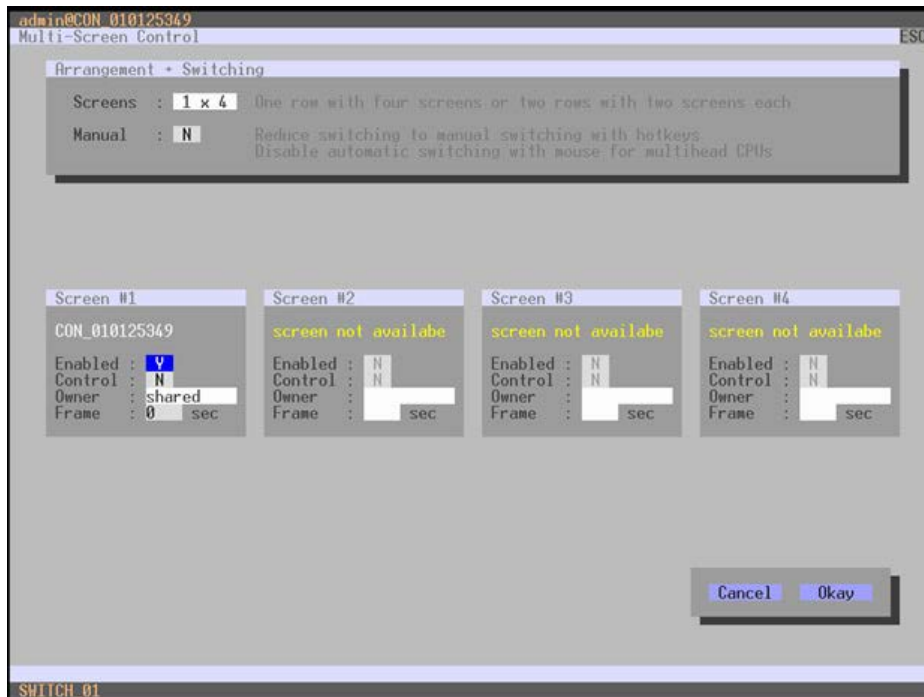 admin@CON_010125349
Multi-Screen Control ESC
Arrangement + Switching
Screens : 1 x 4 One row with four screens or two rows with two screens each
Manual : N Reduce switching to manual switching with hotkeys
Disable automatic switching with mouse for multihead CPUs
Screen #1 Screen #2 Screen #3 Screen #4
CON_010125349 screen not availabe screen not availabe screen not availabe
Enabled : Y Enabled : N Enabled : N Enabled : N
Control : N Control : N Control : N Control : N
Owner : shared Owner : Owner : Owner :
Frame : 0 sec Frame : sec Frame : sec Frame : sec
Cancel Okay
SWITCH 01